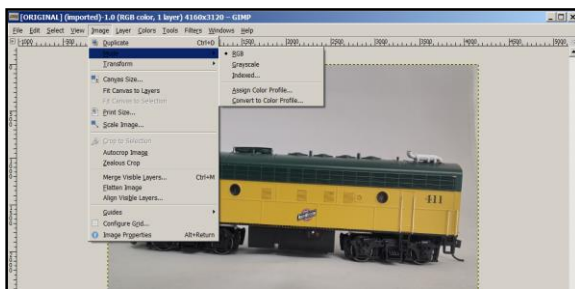 [ORIGINAL] (imported)-1.0 (RGB color, 1 layer) 4160x3120 – GIMP
File Edit Select View Image Layer Colors Tools Filters Windows Help
Duplicate Ctrl+D
Mode
RGB
Transform
Grayscale
Indexed...
Canvas Size...
Fit Canvas to Layers
Assign Color Profile...
Fit Canvas to Selection
Convert to Color Profile...
Print Size...
Scale Image...
Crop to Selection
Autocrop Image
Zealous Crop
Merge Visible Layers... Ctrl+M
Flatten Image
Align Visible Layers...
Guides
Configure Grid...
Image Properties Alt+Return
411